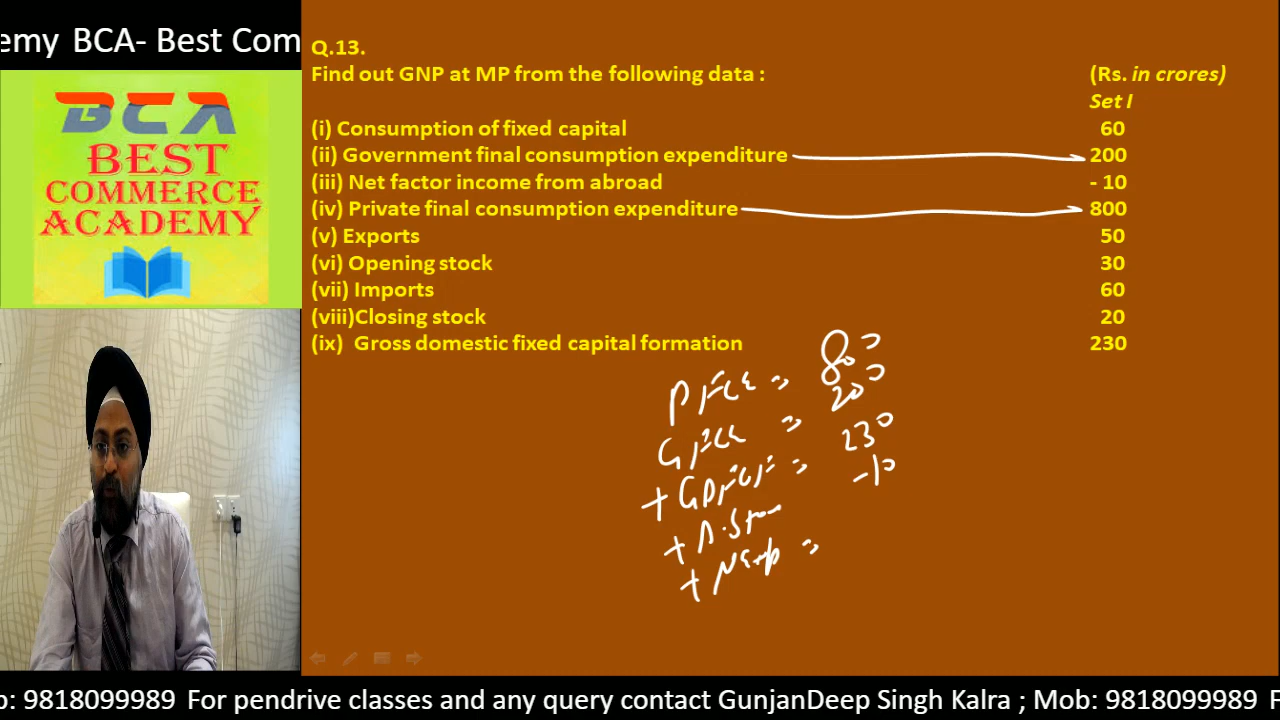 emy BCA- Best Com
BCA
BEST
COMMERCE
ACADEMY
Q.13.
Find out GNP at MP from the following data : (Rs. in crores)
Set I
(i) Consumption of fixed capital 60
(ii) Government final consumption expenditure 200
(iii) Net factor income from abroad - 10
(iv) Private final consumption expenditure 800
(v) Exports 50
(vi) Opening stock 30
(vii) Imports 60
(viii)Closing stock 20
(ix) Gross domestic fixed capital formation 230
PFCE = 800
GFCE = 200
+ GDFCF = 230
+ Δ.Stock -10
+ NExp =
b: 9818099989 For pendrive classes and any query contact GunjanDeep Singh Kalra ; Mob: 9818099989 F